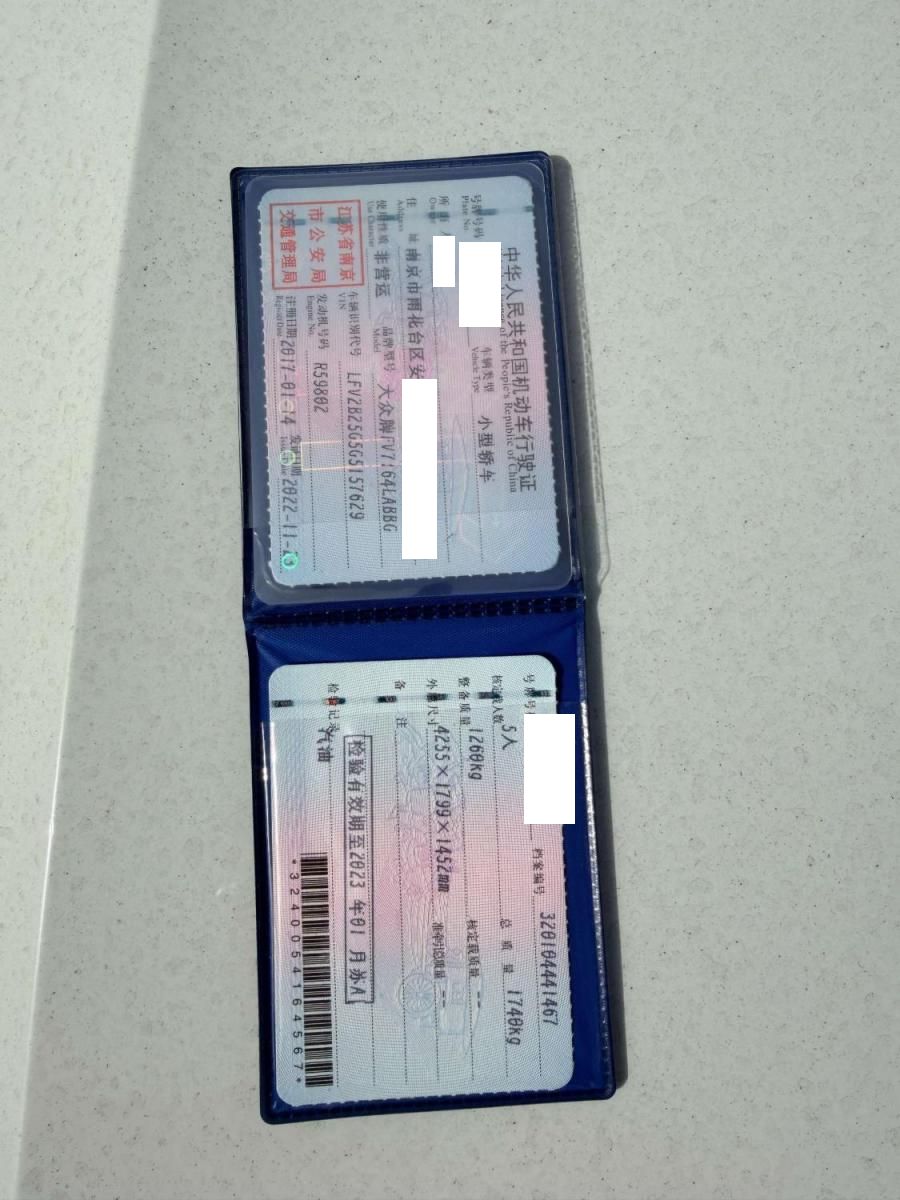 中华人民共和国机动车行驶证
of the People's Republic of China
号牌号码
Plate No.
车辆类型 小型轿车
Vehicle Type
所
Owner
住 址 南京市雨花台区安
Address
使用性质 非营运 品牌型号 大众牌FV7164LABBG
Use Character Model
江苏省南京
市公安局
交通管理局
车辆识别代号 LFV2B25G5G5157629
VIN
发动机号码 R59802
Engine No.
注册日期 2017-01-14 发 期 2022-11-23
Register Date Issue Date
号牌号 档案编号 320104441467
核定载人数 5人 总质量 1740kg
整备质量 1260kg 核定载质量 --
外廓尺寸 4255×1799×1452mm 准牵引总质量 --
备 注
检验有效期至2023年01月苏A
检验记录 汽油
*3240054164567*